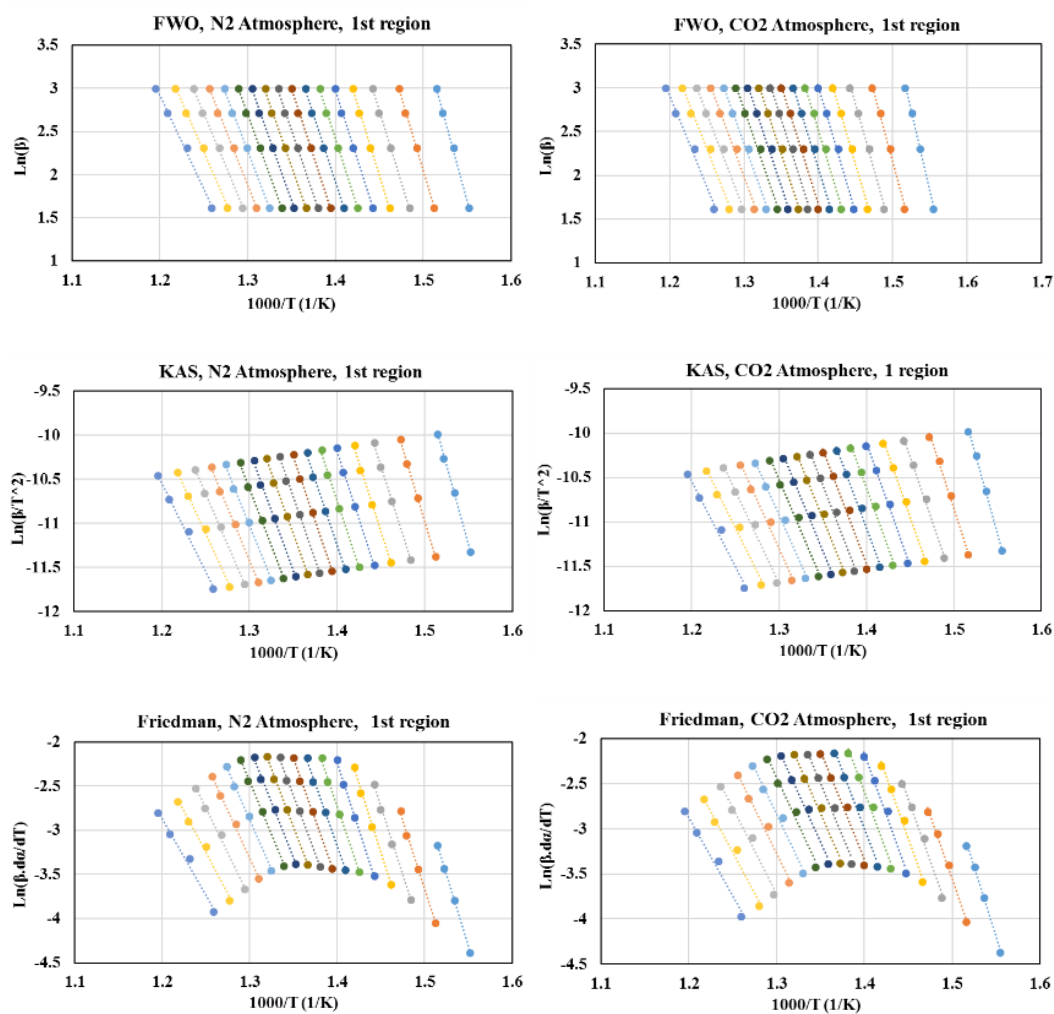 FWO, N2 Atmosphere, 1st region
3.5
3
2.5
2
1.5
1
Ln(β)
1.1 1.2 1.3 1.4 1.5 1.6
1000/T (1/K)
FWO, CO2 Atmosphere, 1st region
3.5
3
2.5
2
1.5
1
Ln(β)
1.1 1.2 1.3 1.4 1.5 1.6 1.7
1000/T (1/K)
KAS, N2 Atmosphere, 1st region
-9.5
-10
-10.5
-11
-11.5
-12
Ln(β/T^2)
1.1 1.2 1.3 1.4 1.5 1.6
1000/T (1/K)
KAS, CO2 Atmosphere, 1 region
-9.5
-10
-10.5
-11
-11.5
-12
Ln(β/T^2)
1.1 1.2 1.3 1.4 1.5 1.6
1000/T (1/K)
Friedman, N2 Atmosphere, 1st region
-2
-2.5
-3
-3.5
-4
-4.5
Ln(β.dα/dT)
1.1 1.2 1.3 1.4 1.5 1.6
1000/T (1/K)
Friedman, CO2 Atmosphere, 1st region
-2
-2.5
-3
-3.5
-4
-4.5
Ln(β.dα/dT)
1.1 1.2 1.3 1.4 1.5 1.6
1000/T (1/K)